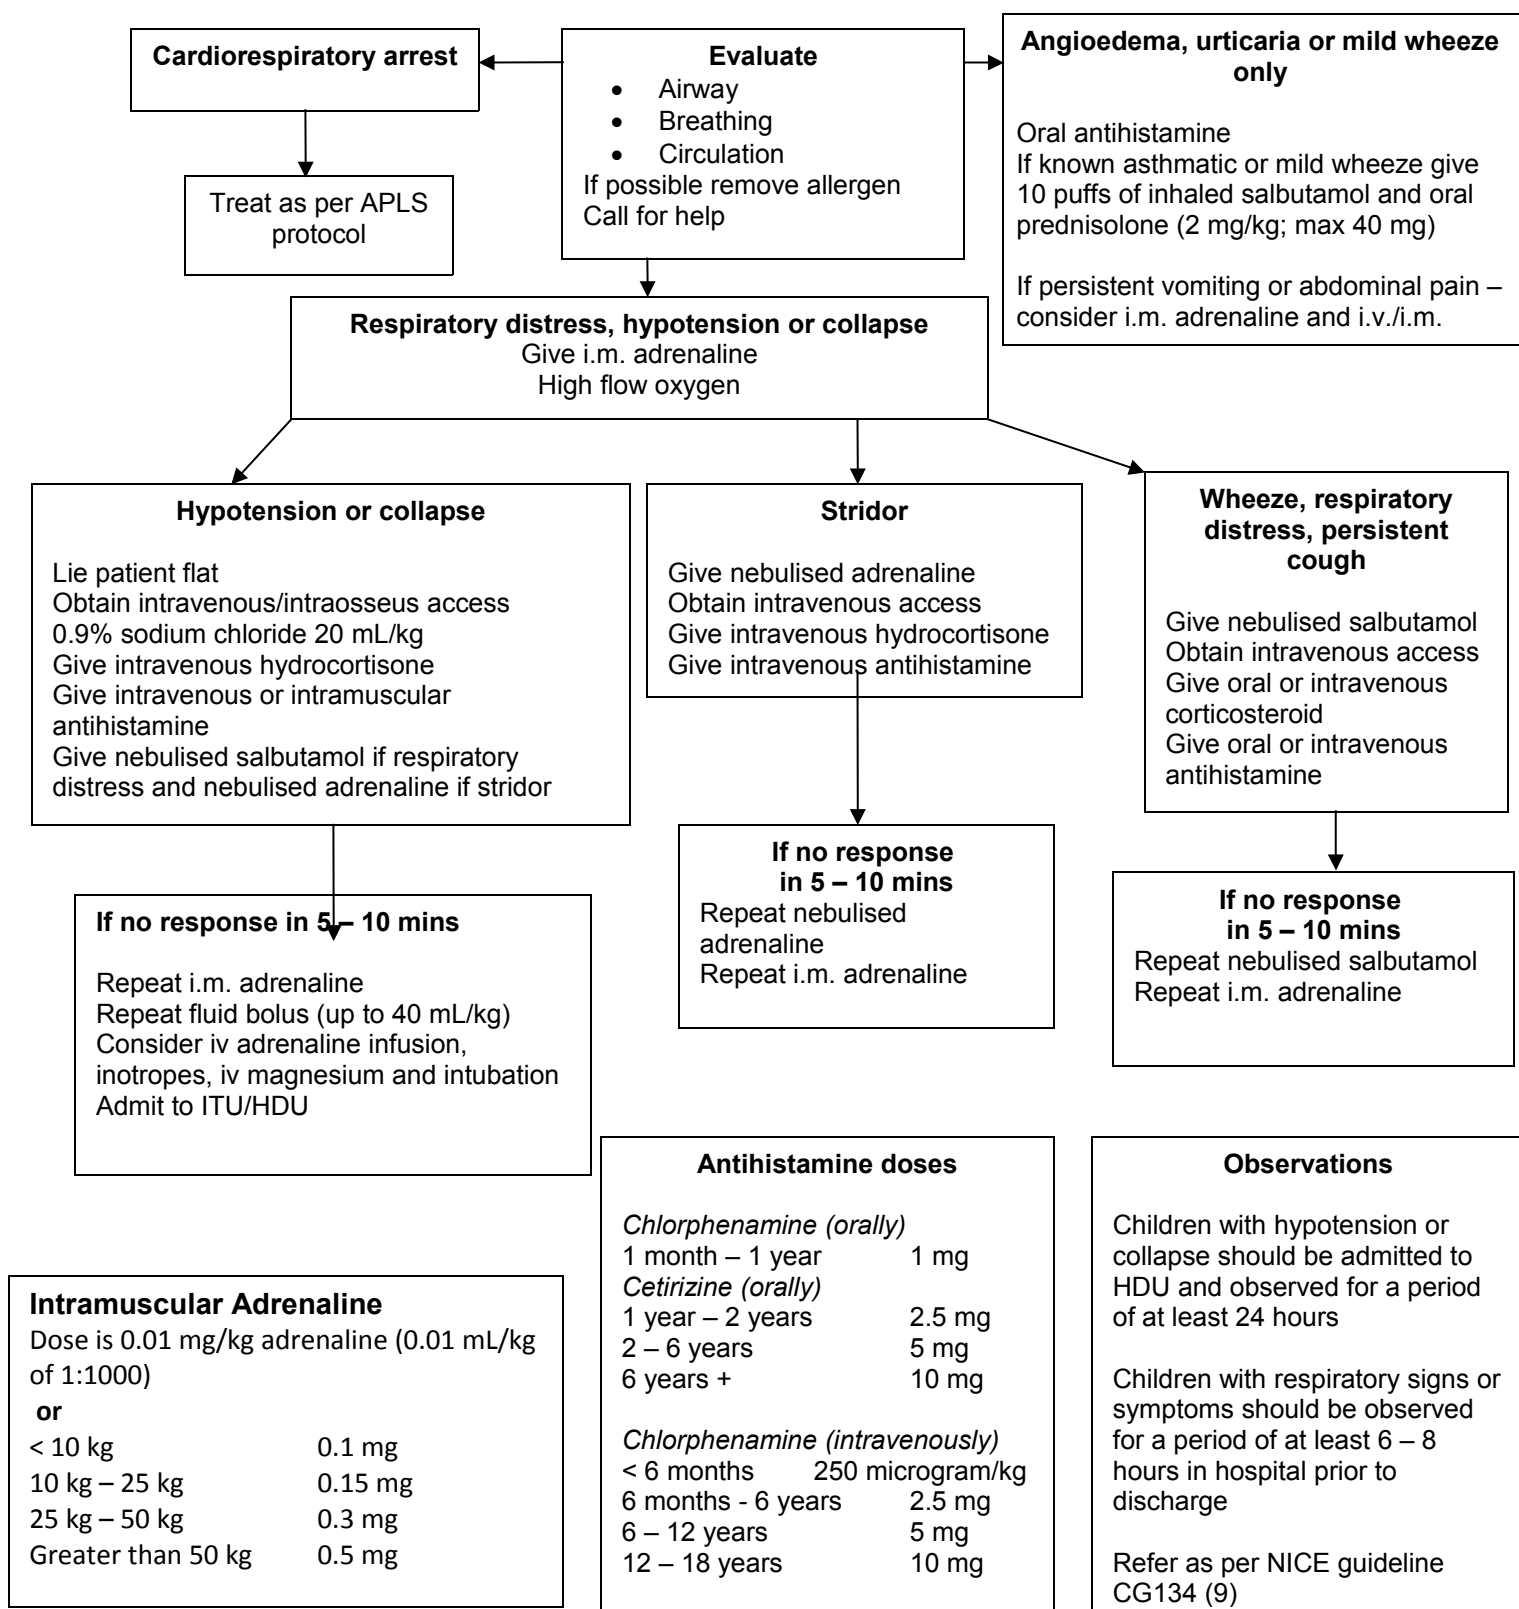 Cardiorespiratory arrest
Treat as per APLS
protocol
Evaluate
• Airway
• Breathing
• Circulation
If possible remove allergen
Call for help
Angioedema, urticaria or mild wheeze
only
Oral antihistamine
If known asthmatic or mild wheeze give
10 puffs of inhaled salbutamol and oral
prednisolone (2 mg/kg; max 40 mg)
If persistent vomiting or abdominal pain –
consider i.m. adrenaline and i.v./i.m.
Respiratory distress, hypotension or collapse
Give i.m. adrenaline
High flow oxygen
Hypotension or collapse
Lie patient flat
Obtain intravenous/intraosseus access
0.9% sodium chloride 20 mL/kg
Give intravenous hydrocortisone
Give intravenous or intramuscular
antihistamine
Give nebulised salbutamol if respiratory
distress and nebulised adrenaline if stridor
Stridor
Give nebulised adrenaline
Obtain intravenous access
Give intravenous hydrocortisone
Give intravenous antihistamine
Wheeze, respiratory
distress, persistent
cough
Give nebulised salbutamol
Obtain intravenous access
Give oral or intravenous
corticosteroid
Give oral or intravenous
antihistamine
If no response in 5 – 10 mins
Repeat i.m. adrenaline
Repeat fluid bolus (up to 40 mL/kg)
Consider iv adrenaline infusion,
inotropes, iv magnesium and intubation
Admit to ITU/HDU
If no response
in 5 – 10 mins
Repeat nebulised
adrenaline
Repeat i.m. adrenaline
If no response
in 5 – 10 mins
Repeat nebulised salbutamol
Repeat i.m. adrenaline
Intramuscular Adrenaline
Dose is 0.01 mg/kg adrenaline (0.01 mL/kg
of 1:1000)
or
< 10 kg 0.1 mg
10 kg – 25 kg 0.15 mg
25 kg – 50 kg 0.3 mg
Greater than 50 kg 0.5 mg
Antihistamine doses
Chlorphenamine (orally)
1 month – 1 year 1 mg
Cetirizine (orally)
1 year – 2 years 2.5 mg
2 – 6 years 5 mg
6 years + 10 mg
Chlorphenamine (intravenously)
< 6 months 250 microgram/kg
6 months - 6 years 2.5 mg
6 – 12 years 5 mg
12 – 18 years 10 mg
Observations
Children with hypotension or
collapse should be admitted to
HDU and observed for a period
of at least 24 hours
Children with respiratory signs or
symptoms should be observed
for a period of at least 6 – 8
hours in hospital prior to
discharge
Refer as per NICE guideline
CG134 (9)